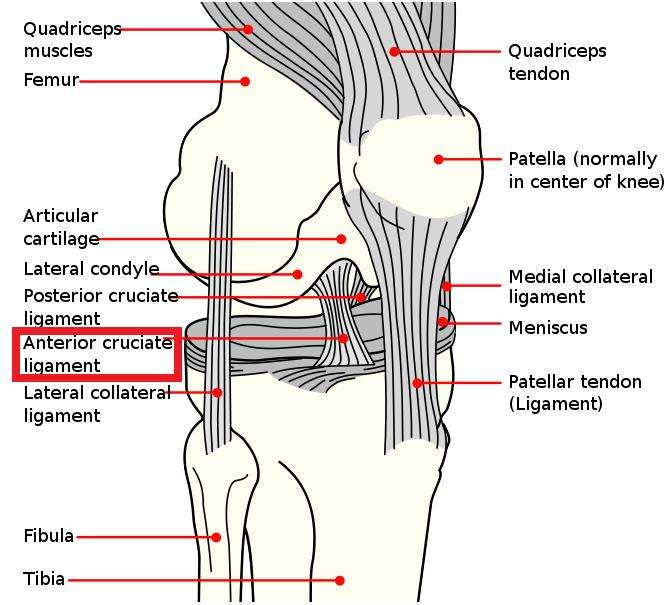 Quadriceps
muscles
Femur
Articular
cartilage
Lateral condyle
Posterior cruciate
ligament
Anterior cruciate
ligament
Lateral collateral
ligament
Fibula
Tibia
Quadriceps
tendon
Patella (normally
in center of knee)
Medial collateral
ligament
Meniscus
Patellar tendon
(Ligament)